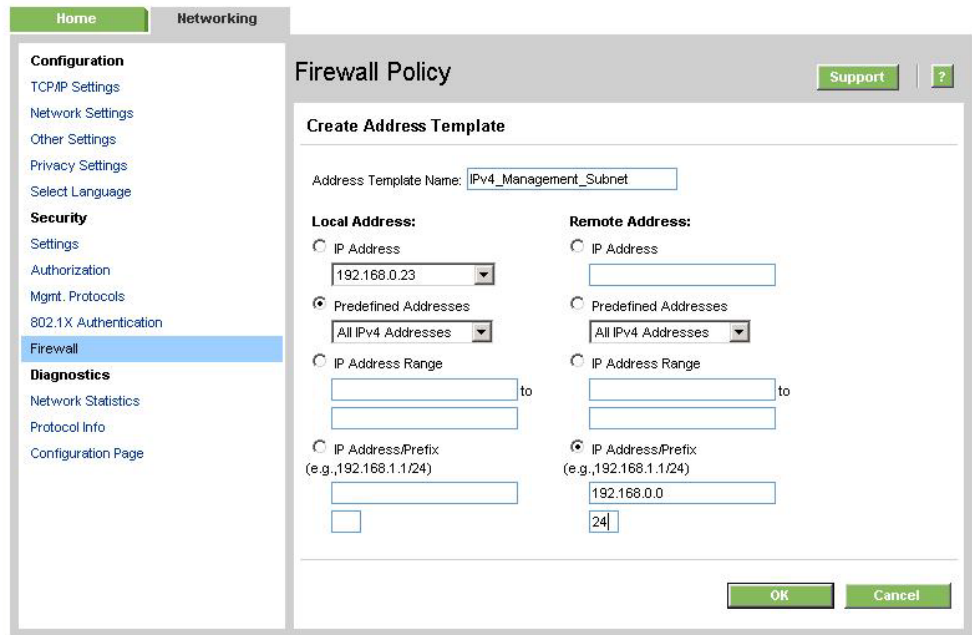 Home
Networking
Configuration
TCP/IP Settings
Network Settings
Other Settings
Privacy Settings
Select Language
Security
Settings
Authorization
Mgmt. Protocols
802.1X Authentication
Firewall
Diagnostics
Network Statistics
Protocol Info
Configuration Page
Firewall Policy
Support
?
Create Address Template
Address Template Name: IPv4_Management_Subnet
Local Address:
IP Address
192.168.0.23
Predefined Addresses
All IPv4 Addresses
IP Address Range
to
IP Address/Prefix
(e.g.,192.168.1.1/24)
Remote Address:
IP Address
Predefined Addresses
All IPv4 Addresses
IP Address Range
to
IP Address/Prefix
(e.g.,192.168.1.1/24)
192.168.0.0
24
OK
Cancel